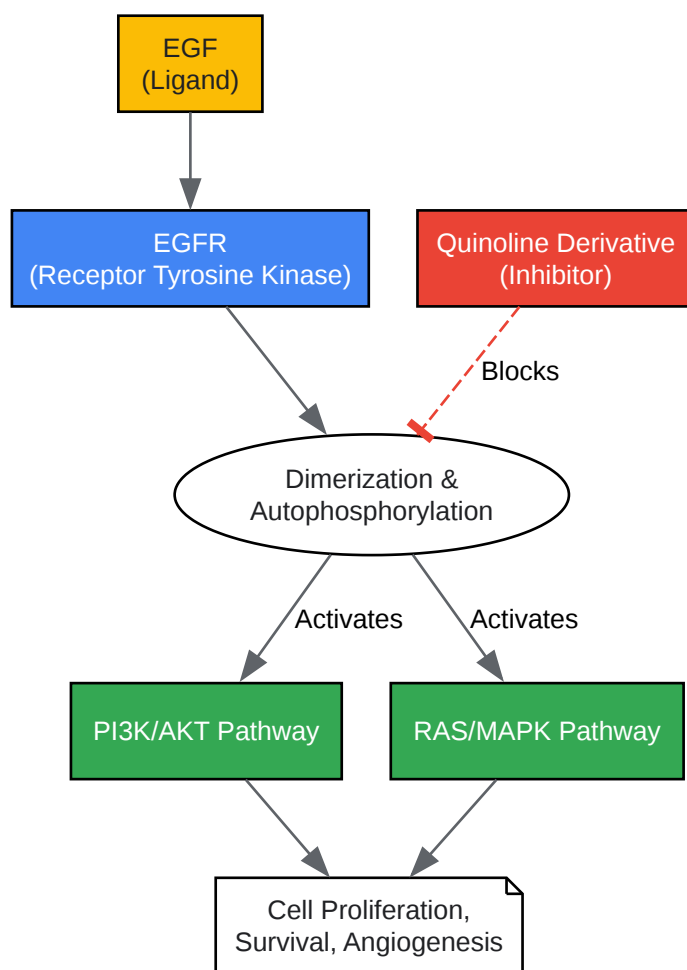 EGF
(Ligand)
EGFR
(Receptor Tyrosine Kinase)
Quinoline Derivative
(Inhibitor)
Blocks
Dimerization &
Autophosphorylation
Activates
Activates
PI3K/AKT Pathway
RAS/MAPK Pathway
Cell Proliferation,
Survival, Angiogenesis